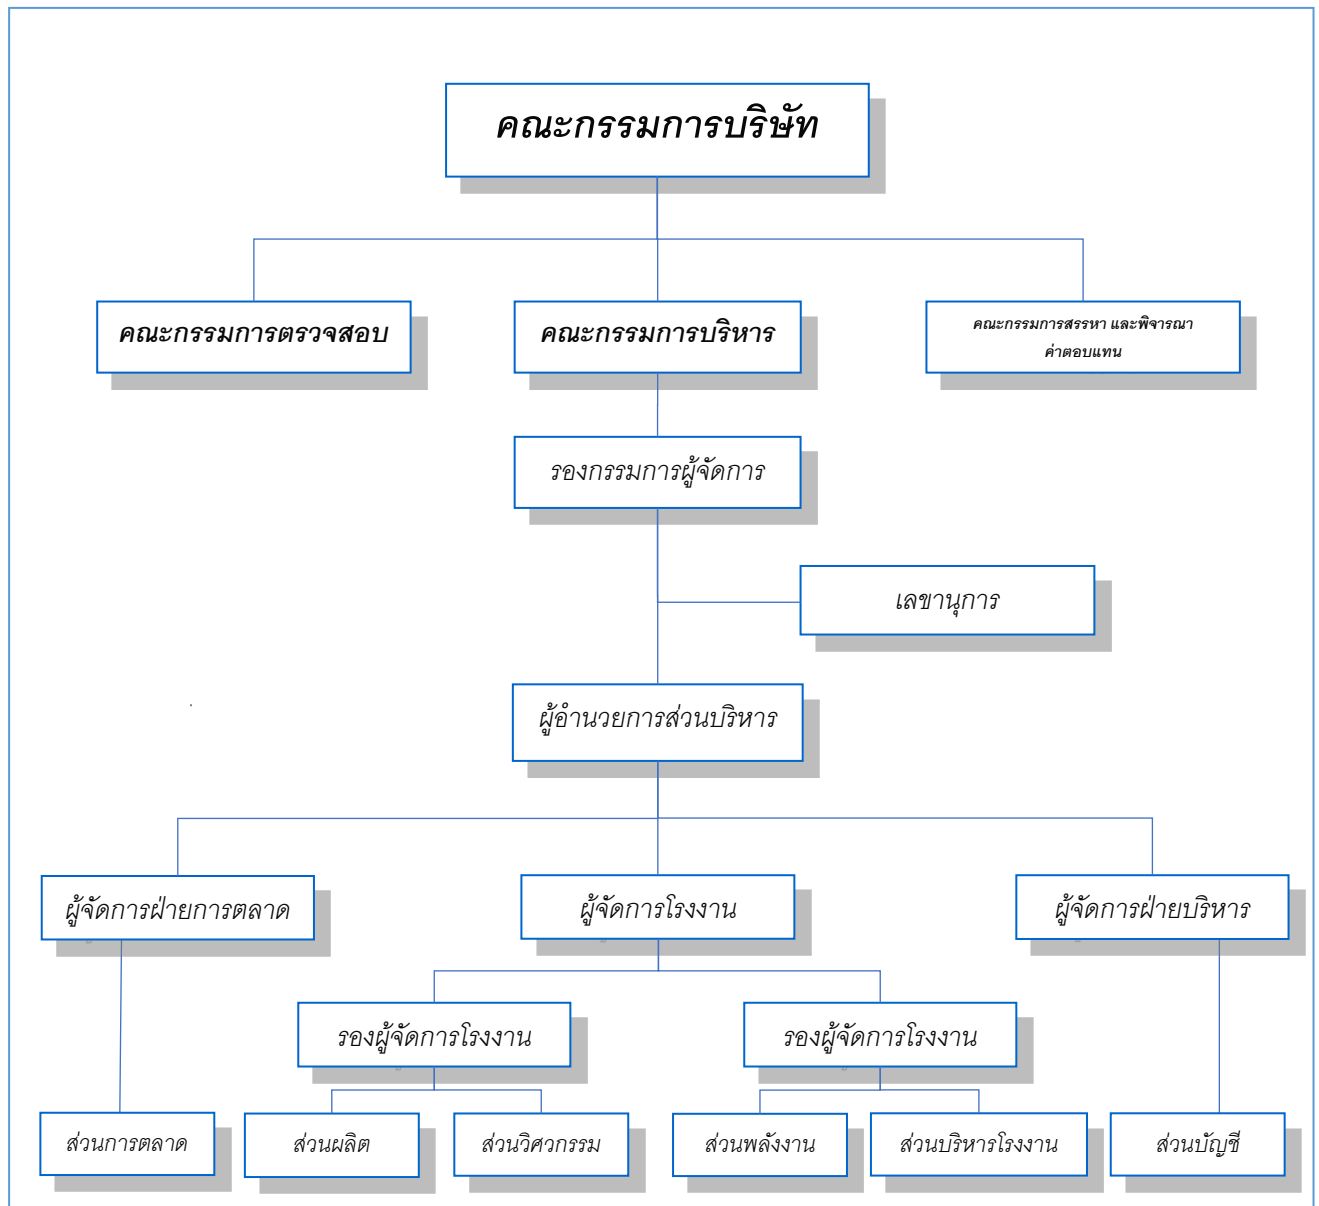 คณะกรรมการบริษัท
คณะกรรมการตรวจสอบ
คณะกรรมการบริหาร
คณะกรรมการสรรหา และพิจารณา
ค่าตอบแทน
รองกรรมการผู้จัดการ
เลขานุการ
ผู้อำนวยการส่วนบริหาร
ผู้จัดการฝ่ายการตลาด
ผู้จัดการโรงงาน
ผู้จัดการฝ่ายบริหาร
รองผู้จัดการโรงงาน
รองผู้จัดการโรงงาน
ส่วนการตลาด
ส่วนผลิต
ส่วนวิศวกรรม
ส่วนพลังงาน
ส่วนบริหารโรงงาน
ส่วนบัญชี